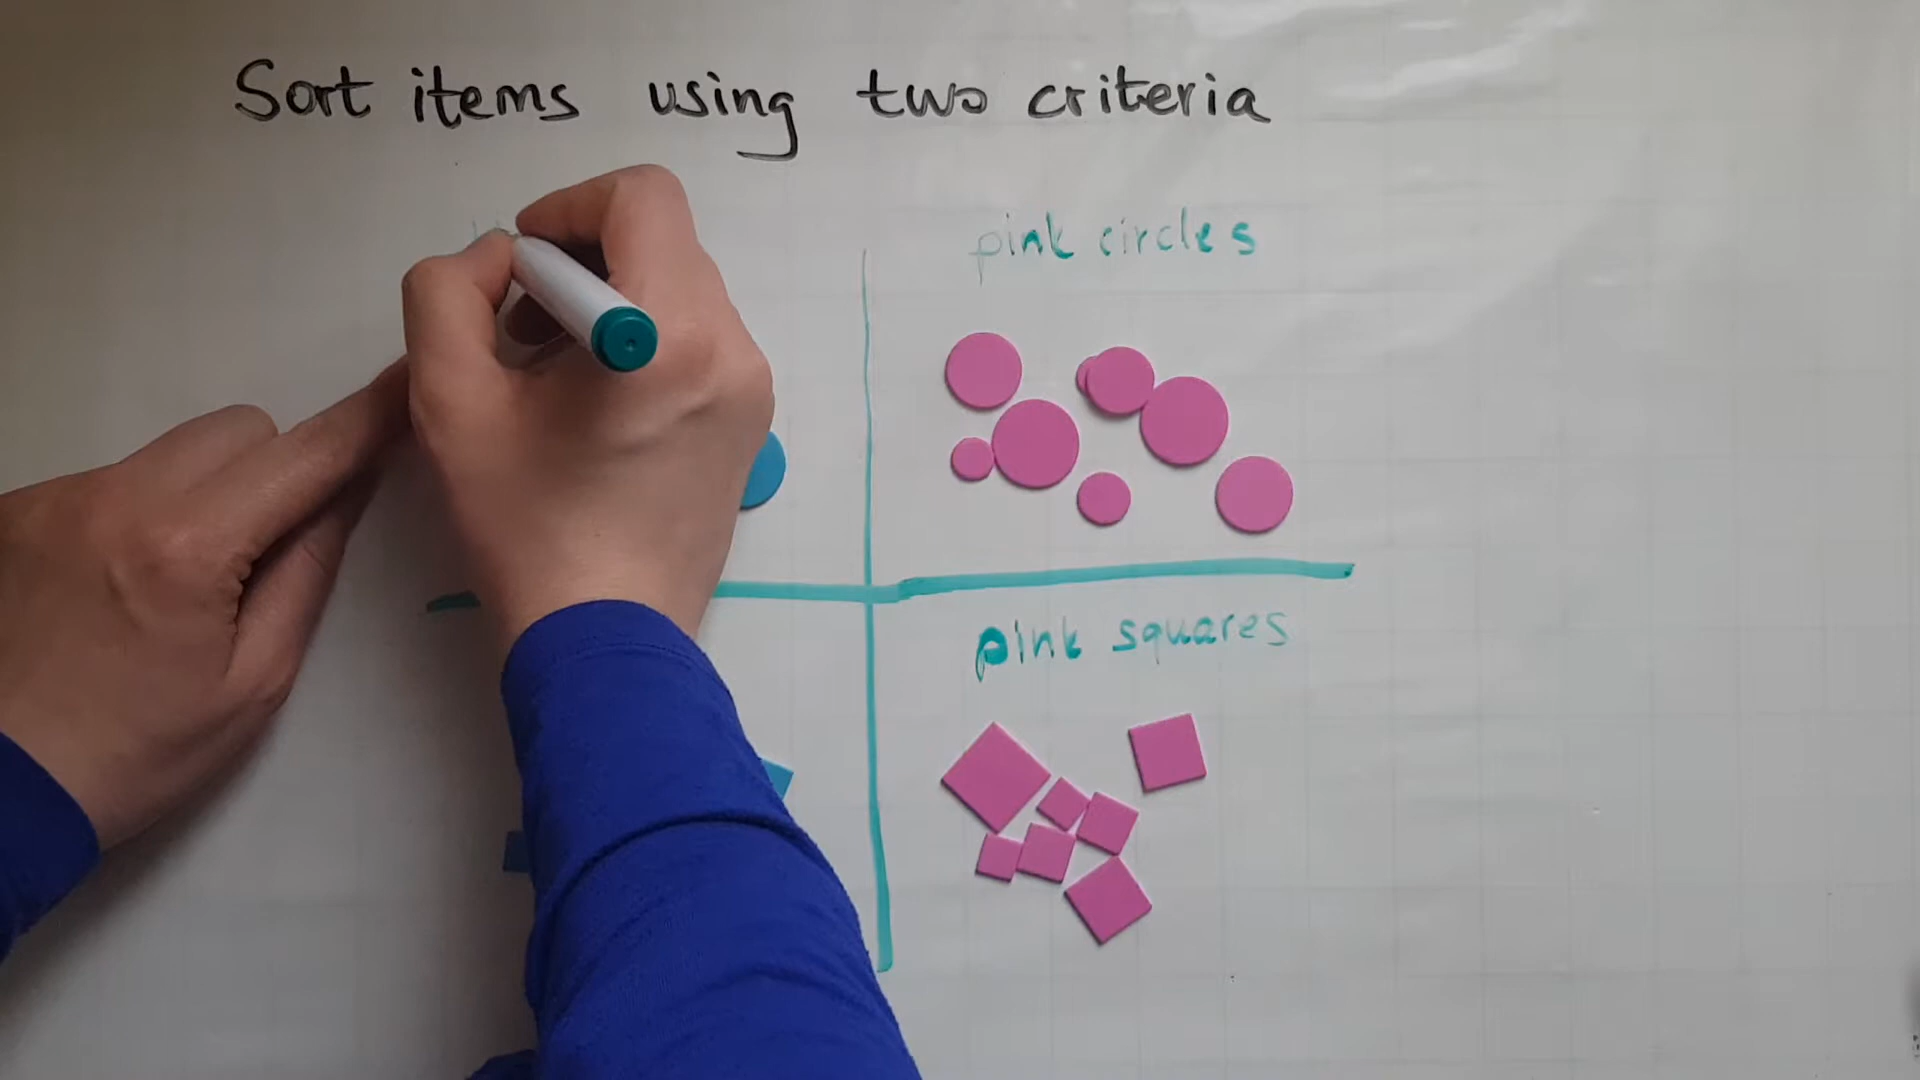 Sort items using two criteria
pink circles
pink squares